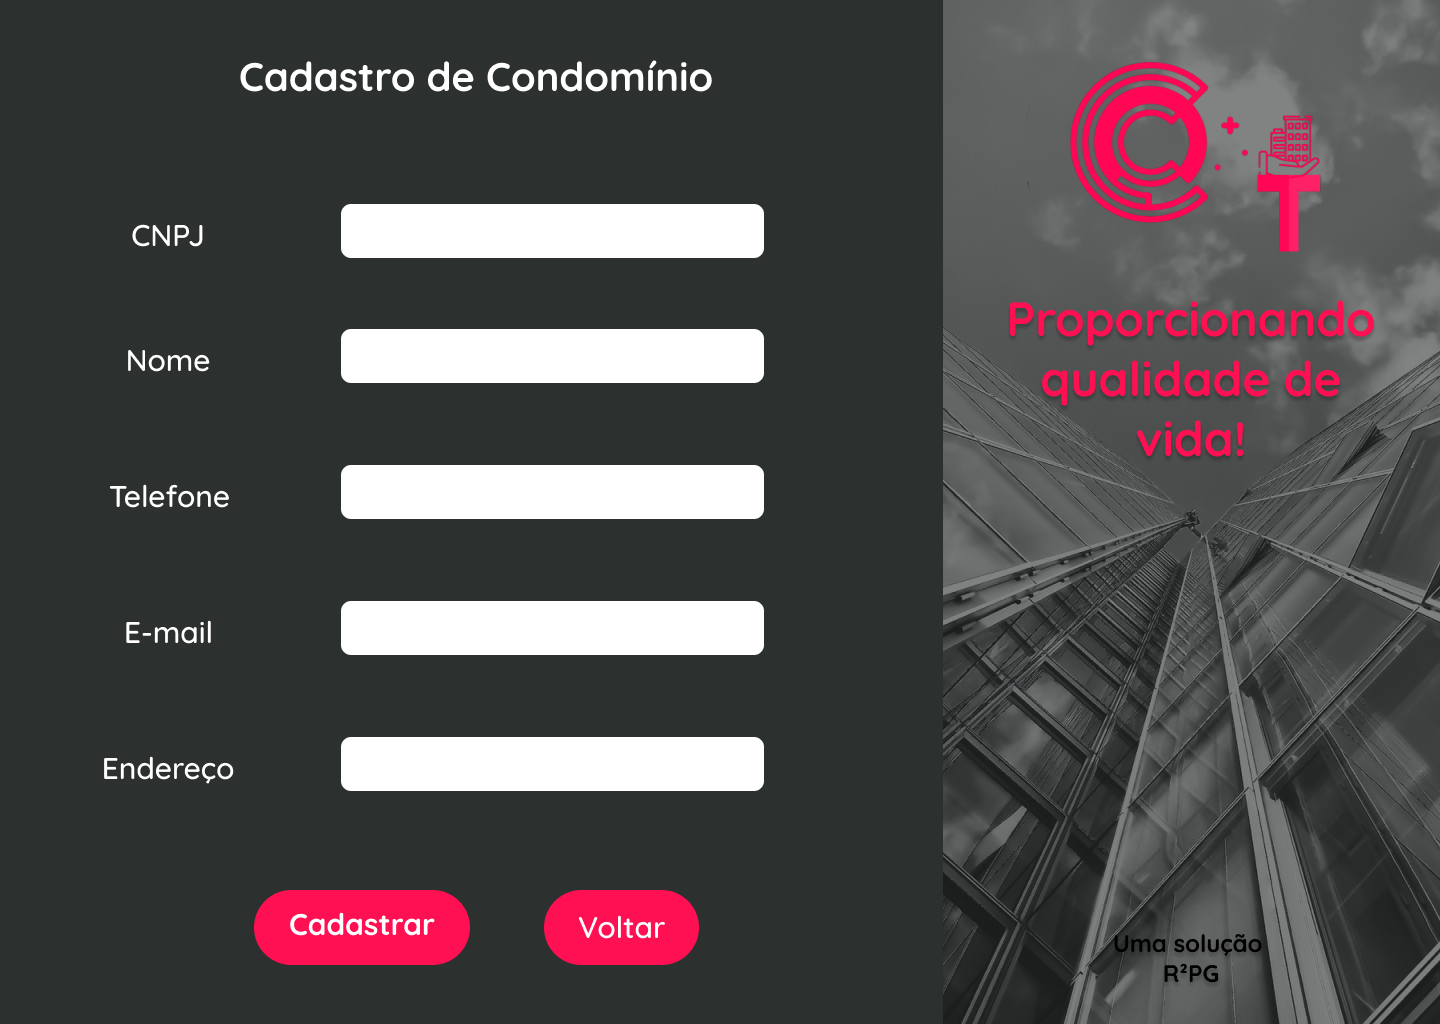 Cadastro de Condomínio
CNPJ
Nome
Telefone
E-mail
Endereço
Cadastrar
Voltar
C
T
Proporcionando
qualidade de
vida!
Uma solução
R²PG